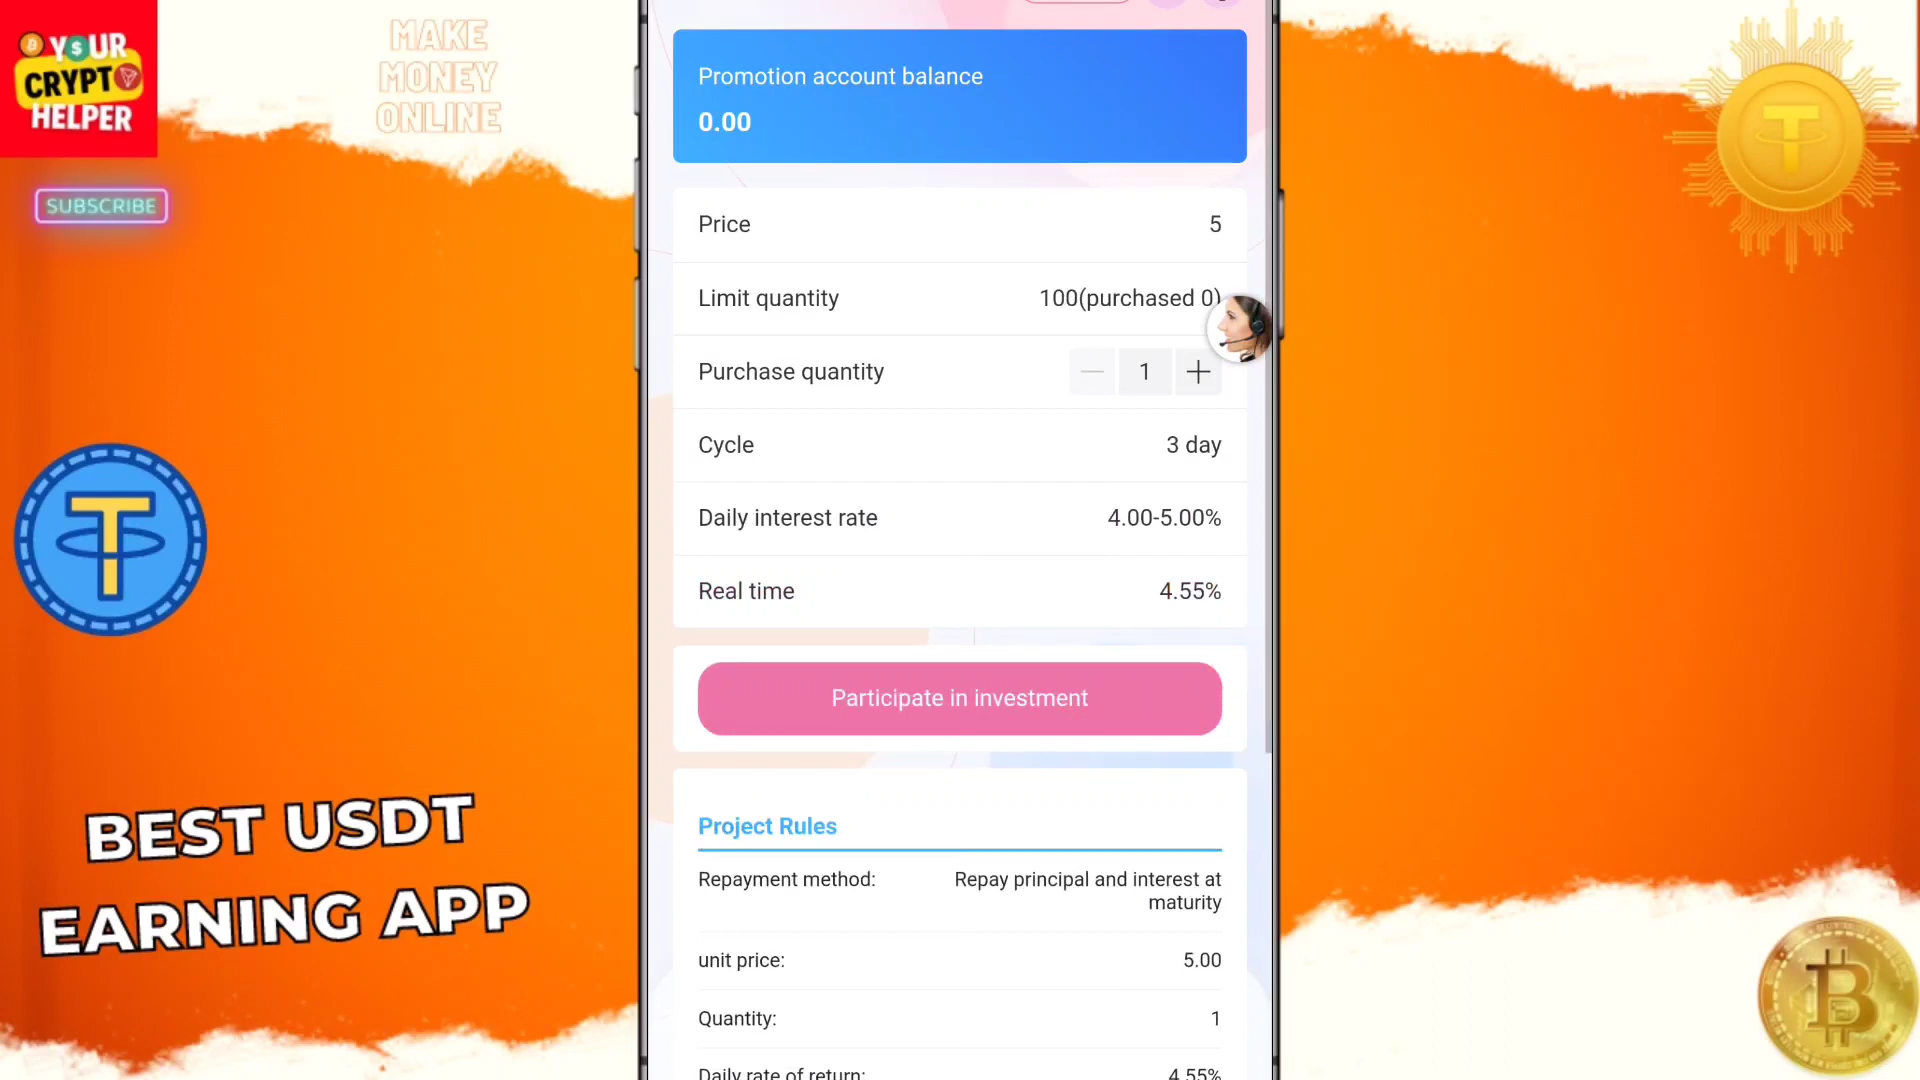 YOUR
CRYPTO
HELPER
MAKE
MONEY
ONLINE
SUBSCRIBE
BEST USDT
EARNING APP
Promotion account balance
0.00
Price 5
Limit quantity 100(purchased 0)
Purchase quantity — 1 +
Cycle 3 day
Daily interest rate 4.00-5.00%
Real time 4.55%
Participate in investment
Project Rules
Repayment method: Repay principal and interest at
maturity
unit price: 5.00
Quantity: 1
Daily rate of return: 4.55%